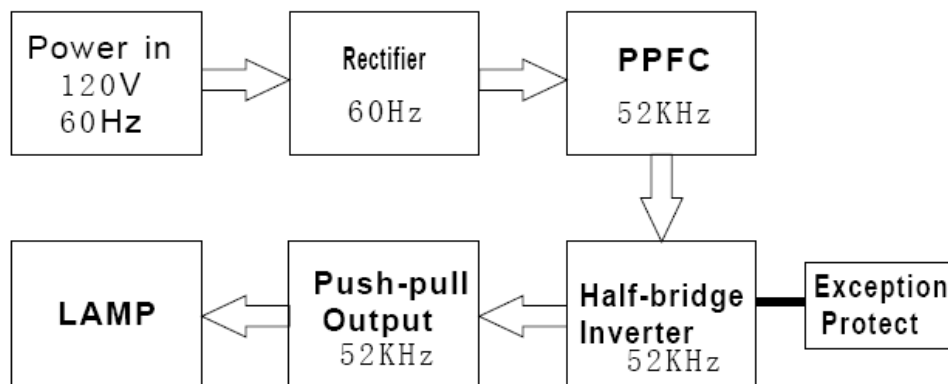 Power in
120V
60Hz
Rectifier
60Hz
PPFC
52KHz
LAMP
Push-pull
Output
52KHz
Half-bridge
Inverter
52KHz
Exception
Protect